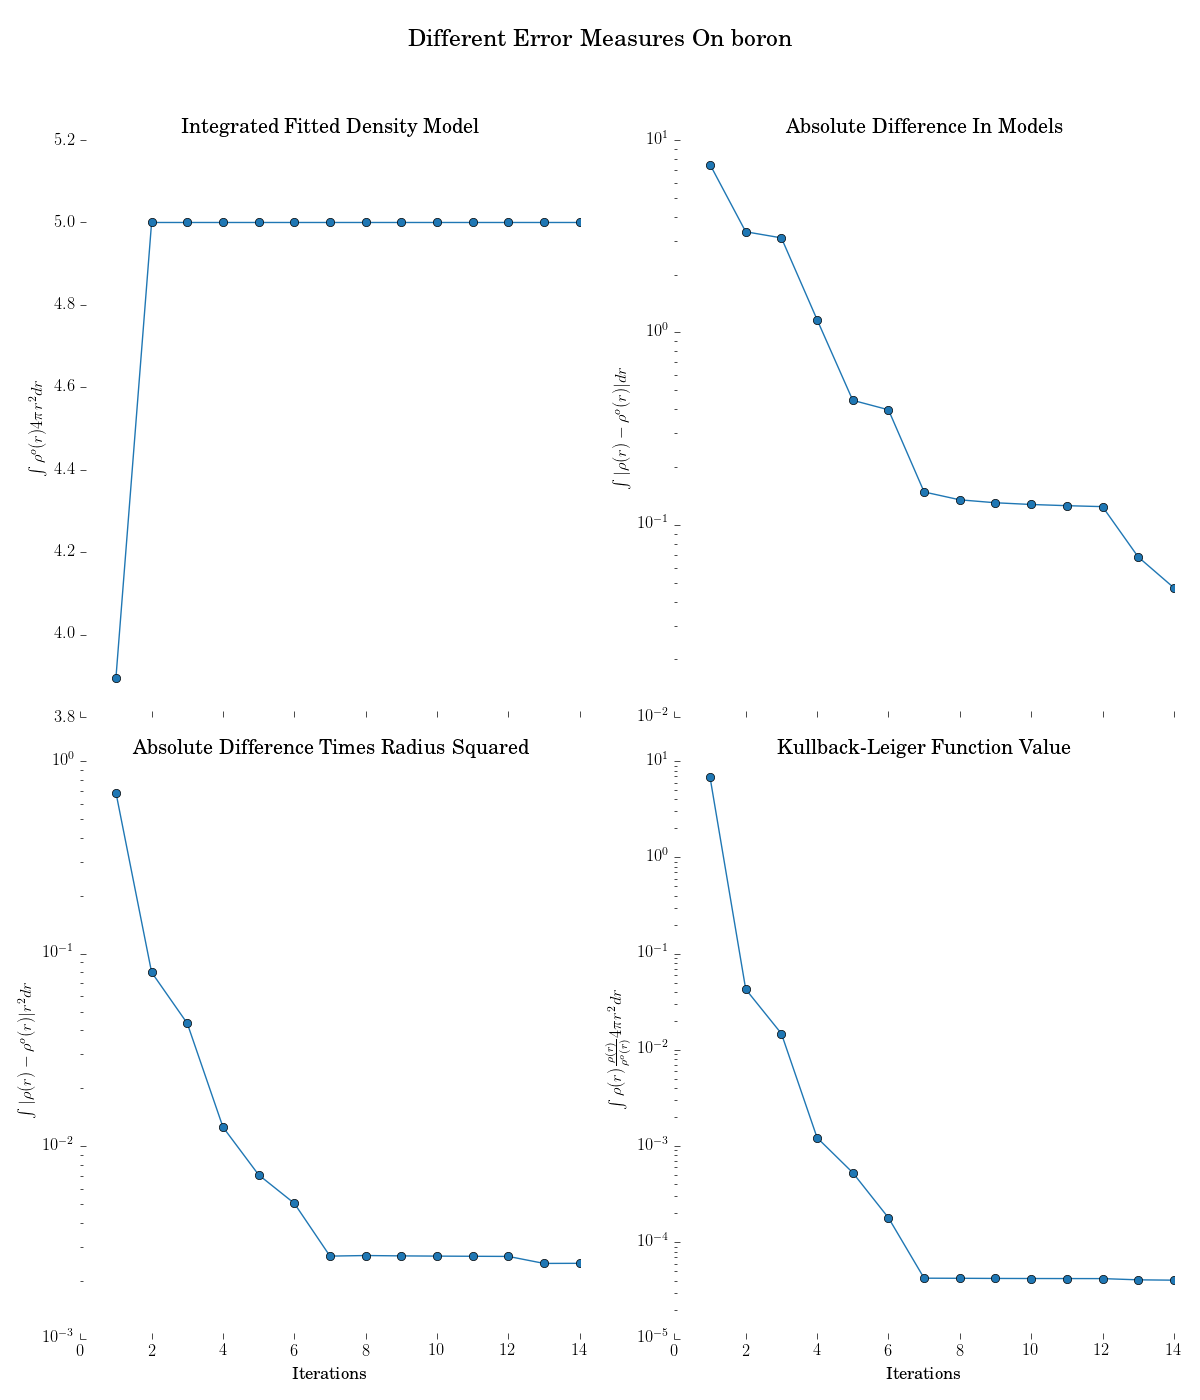 Different Error Measures On boron
Integrated Fitted Density Model
5.2
5.0
4.8
4.6
4.4
4.2
4.0
3.8
∫ ρᵒ(r)4πr²dr
Absolute Difference In Models
10¹
10⁰
10⁻¹
10⁻²
∫ |ρ(r) − ρᵒ(r)|dr
Absolute Difference Times Radius Squared
10⁰
10⁻¹
10⁻²
10⁻³
∫ |ρ(r) − ρᵒ(r)|r²dr
0 2 4 6 8 10 12 14
Iterations
Kullback-Leiger Function Value
10¹
10⁰
10⁻¹
10⁻²
10⁻³
10⁻⁴
10⁻⁵
∫ ρ(r) ρ(r)/ρᵒ(r) 4πr²dr
0 2 4 6 8 10 12 14
Iterations